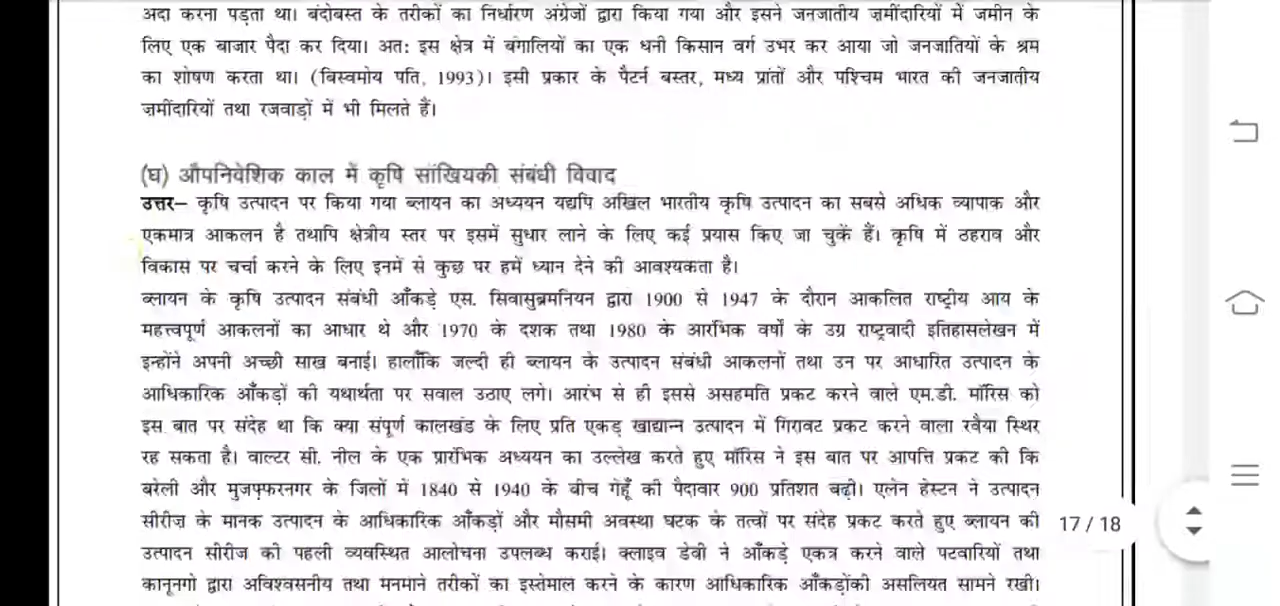 अदा करना पड़ता था। बंदोबस्त के तरीकों का निर्धारण अंग्रेजों द्वारा किया गया और इसने जनजातीय ज़मींदारियों में जमीन के
लिए एक बाजार पैदा कर दिया। अत: इस क्षेत्र में बंगालियों का एक धनी किसान वर्ग उभर कर आया जो जनजातियों के श्रम
का शोषण करता था। (बिस्वमोय पति, 1993)। इसी प्रकार के पैटर्न बस्तर, मध्य प्रांतों और पश्चिम भारत की जनजातीय
ज़मींदारियों तथा रजवाड़ों में भी मिलते हैं।
(घ) औपनिवेशिक काल में कृषि सांखियकी संबंधी विवाद
उत्तर– कृषि उत्पादन पर किया गया ब्लायन का अध्ययन यद्यपि अखिल भारतीय कृषि उत्पादन का सबसे अधिक व्यापक और
एकमात्र आकलन है तथापि क्षेत्रीय स्तर पर इसमें सुधार लाने के लिए कई प्रयास किए जा चुकें हैं। कृषि में ठहराव और
विकास पर चर्चा करने के लिए इनमें से कुछ पर हमें ध्यान देने की आवश्यकता है।
ब्लायन के कृषि उत्पादन संबंधी आँकड़े एस. सिवासुब्रमनियन द्वारा 1900 से 1947 के दौरान आकलित राष्ट्रीय आय के
महत्त्वपूर्ण आकलनों का आधार थे और 1970 के दशक तथा 1980 के आरंभिक वर्षों के उग्र राष्ट्रवादी इतिहासलेखन में
इन्होंने अपनी अच्छी साख बनाई। हालाँकि जल्दी ही ब्लायन के उत्पादन संबंधी आकलनों तथा उन पर आधारित उत्पादन के
आधिकारिक आँकड़ों की यथार्थता पर सवाल उठाए लगे। आरंभ से ही इससे असहमति प्रकट करने वाले एम.डी. मॉरिस को
इस बात पर संदेह था कि क्या संपूर्ण कालखंड के लिए प्रति एकड़ खाद्यान्न उत्पादन में गिरावट प्रकट करने वाला रवैया स्थिर
रह सकता है। वाल्टर सी. नील के एक प्रारंभिक अध्ययन का उल्लेख करते हुए मॉरिस ने इस बात पर आपत्ति प्रकट की कि
बरेली और मुजफ्फरनगर के जिलों में 1840 से 1940 के बीच गेहूँ की पैदावार 900 प्रतिशत बढ़ी। एलेन हेस्टन ने उत्पादन
सीरीज़ के मानक उत्पादन के आधिकारिक आँकड़ों और मौसमी अवस्था घटक के तत्वों पर संदेह प्रकट करते हुए ब्लायन की
17 / 18
उत्पादन सीरीज को पहली व्यवस्थित आलोचना उपलब्ध कराई। क्लाइव डेवी ने आँकड़े एकत्र करने वाले पटवारियों तथा
कानूनगो द्वारा अविश्वसनीय तथा मनमाने तरीकों का इस्तेमाल करने के कारण आधिकारिक आँकड़ोंकी असलियत सामने रखी।